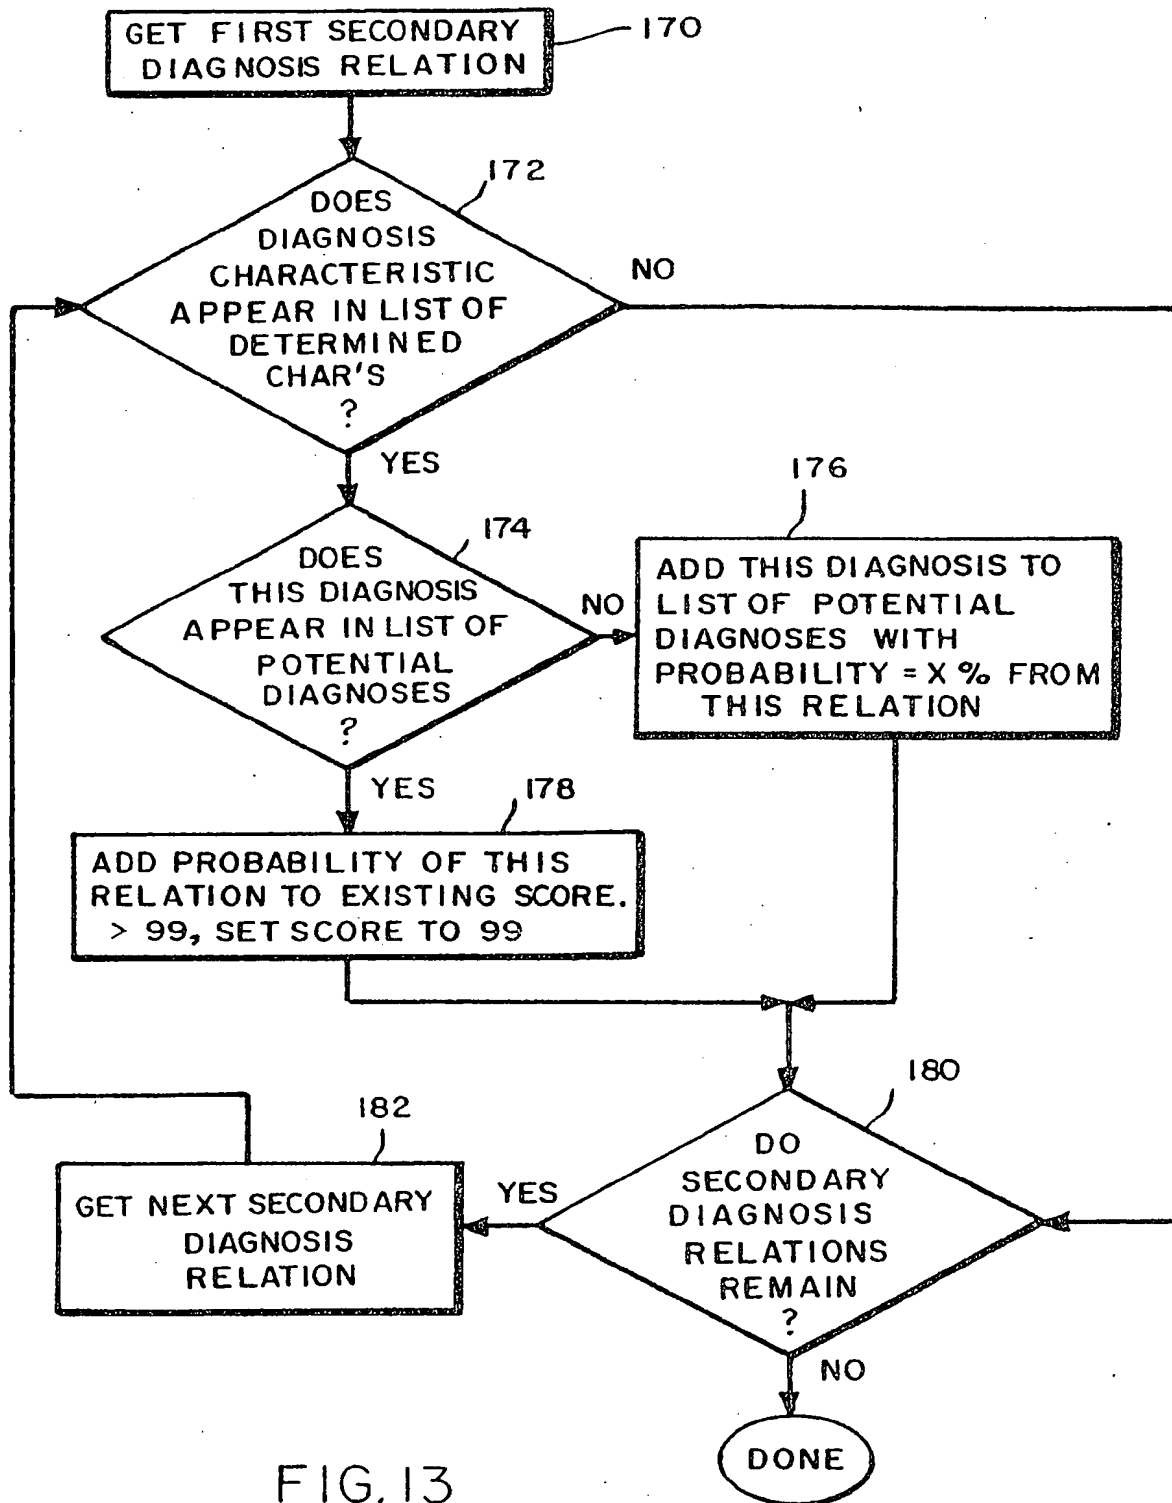 GET FIRST SECONDARY
DIAGNOSIS RELATION
170
172
DOES
DIAGNOSIS
CHARACTERISTIC
APPEAR IN LIST OF
DETERMINED
CHAR'S
?
NO
YES
174
DOES
THIS DIAGNOSIS
APPEAR IN LIST OF
POTENTIAL
DIAGNOSES
?
NO
YES
176
ADD THIS DIAGNOSIS TO
LIST OF POTENTIAL
DIAGNOSES WITH
PROBABILITY = X % FROM
THIS RELATION
178
ADD PROBABILITY OF THIS
RELATION TO EXISTING SCORE.
> 99, SET SCORE TO 99
180
DO
SECONDARY
DIAGNOSIS
RELATIONS
REMAIN
?
YES
NO
182
GET NEXT SECONDARY
DIAGNOSIS
RELATION
DONE
FIG. 13